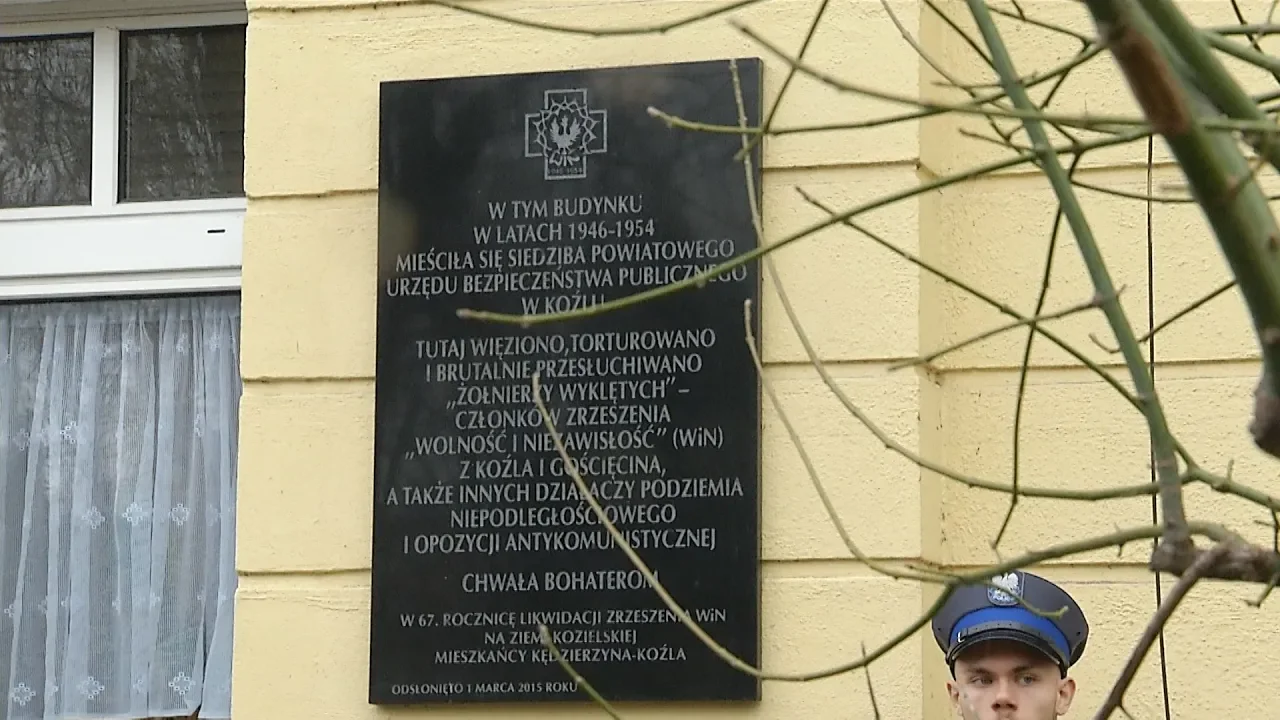 W TYM BUDYNKU
W LATACH 1946-1954
MIEŚCIŁA SIĘ SIEDZIBA POWIATOWEGO
URZĘDU BEZPIECZEŃSTWA PUBLICZNEGO
W KOŹLU
TUTAJ WIĘZIONO, TORTUROWANO
I BRUTALNIE PRZESŁUCHIWANO
„ŻOŁNIERZY WYKLĘTYCH” –
CZŁONKÓW ZRZESZENIA
„WOLNOŚĆ I NIEZAWISŁOŚĆ” (WiN)
Z KOŹLA I GOŚCIĘCINA,
A TAKŻE INNYCH DZIAŁACZY PODZIEMIA
NIEPODLEGŁOŚCIOWEGO
I OPOZYCJI ANTYKOMUNISTYCZNEJ
CHWAŁA BOHATEROM
W 67. ROCZNICĘ LIKWIDACJI ZRZESZENIA WiN
NA ZIEMI KOZIELSKIEJ
MIESZKAŃCY KĘDZIERZYNA-KOŹLA
ODSŁONIĘTO 1 MARCA 2015 ROKU